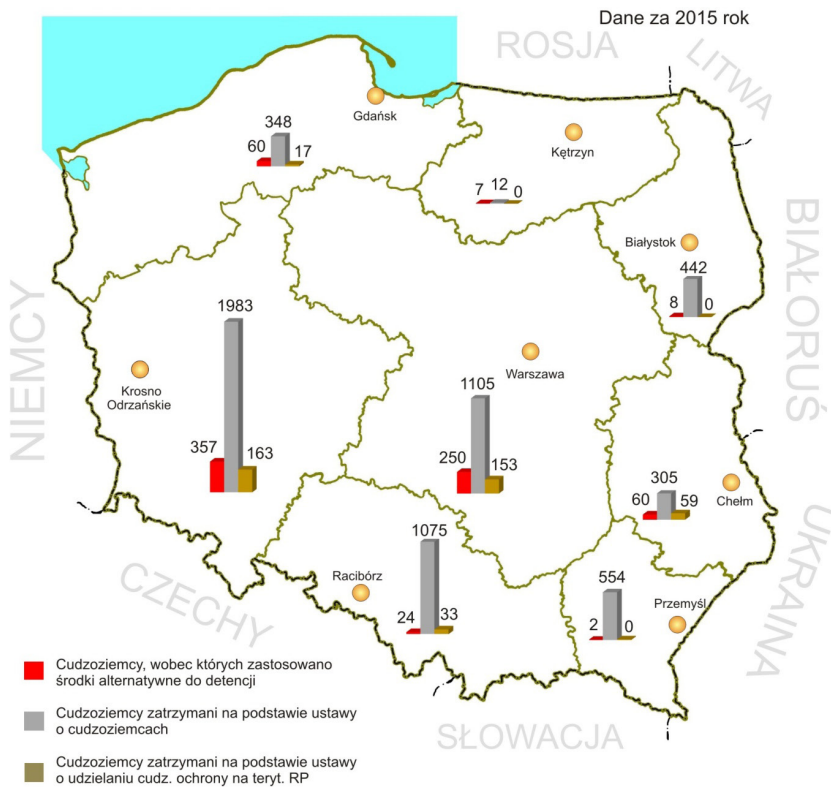 Dane za 2015 rok
ROSJA
LITWA
Gdańsk
348
60
17
Kętrzyn
7
12
0
BIAŁORUŚ
Białystok
442
8
0
NIEMCY
1983
Krosno
Odrzańskie
357
163
Warszawa
1105
250
153
305
60
59
Chełm
UKRAINA
1075
Racibórz
24
33
554
Przemyśl
2
0
CZECHY
SŁOWACJA
Cudzoziemcy, wobec których zastosowano
środki alternatywne do detencji
Cudzoziemcy zatrzymani na podstawie ustawy
o cudzoziemcach
Cudzoziemcy zatrzymani na podstawie ustawy
o udzielaniu cudz. ochrony na teryt. RP